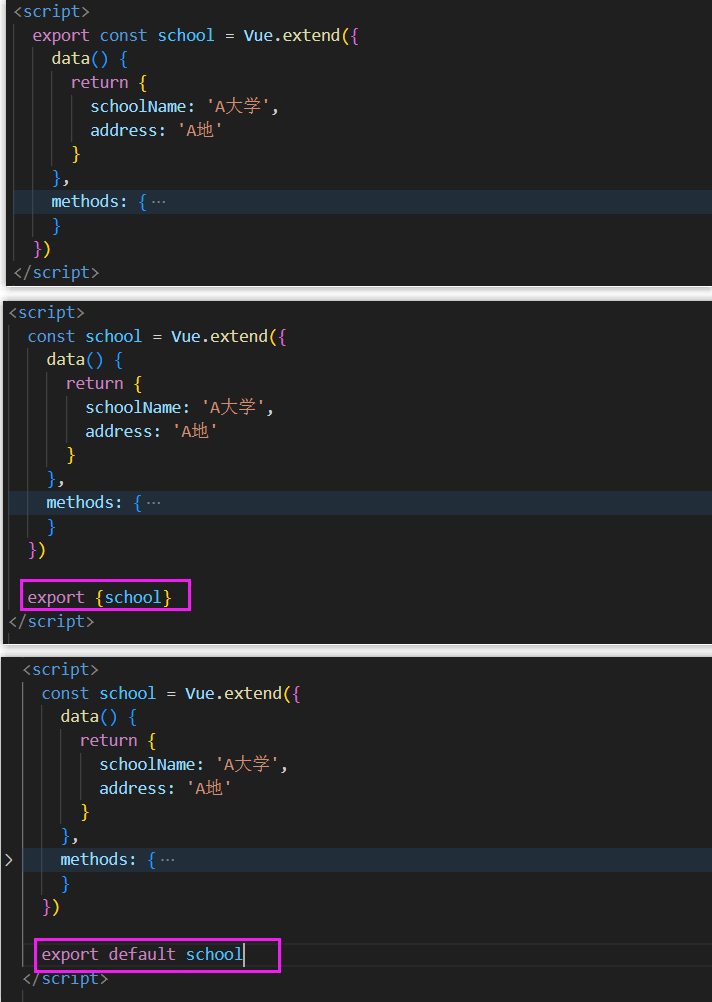 <script>
export const school = Vue.extend({
data() {
return {
schoolName: 'A大学',
address: 'A地'
}
},
methods: { ···
}
})
</script>
<script>
const school = Vue.extend({
data() {
return {
schoolName: 'A大学',
address: 'A地'
}
},
methods: { ···
}
})
export {school}
</script>
<script>
const school = Vue.extend({
data() {
return {
schoolName: 'A大学',
address: 'A地'
}
},
methods: { ···
}
})
export default school
</script>